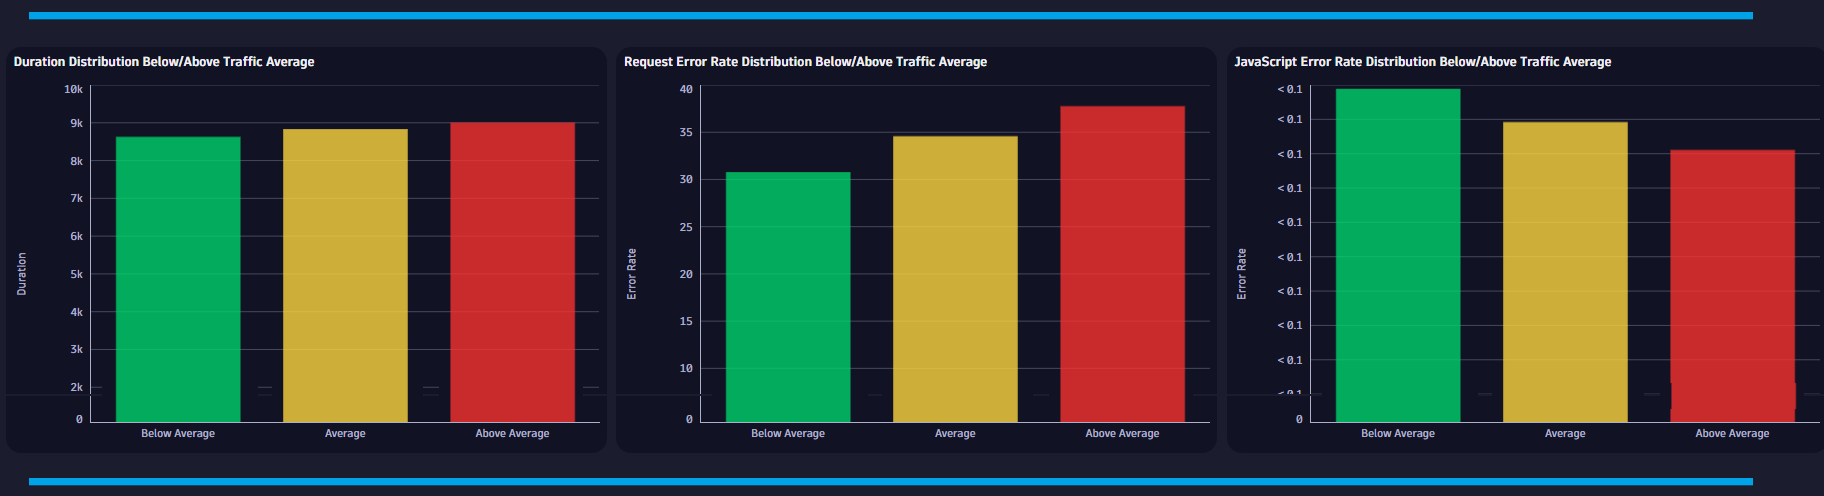 Duration Distribution Below/Above Traffic Average
10k
9k
8k
7k
6k
5k
4k
3k
2k
0
Duration
Below Average
Average
Above Average
Request Error Rate Distribution Below/Above Traffic Average
40
35
30
25
20
15
10
0
Error Rate
Below Average
Average
Above Average
JavaScript Error Rate Distribution Below/Above Traffic Average
< 0.1
< 0.1
< 0.1
< 0.1
< 0.1
< 0.1
< 0.1
< 0.1
< 0.1
0
Error Rate
Below Average
Average
Above Average